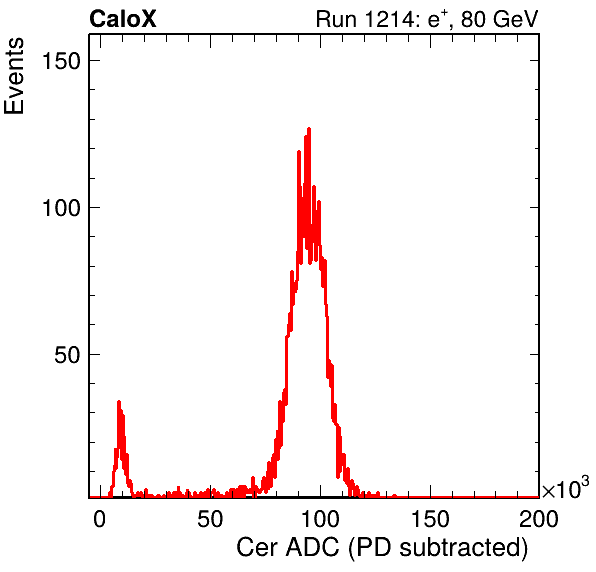 CaloX Run 1214: e⁺, 80 GeV
Events
150
100
50
0 50 100 150 200
×10³
Cer ADC (PD subtracted)